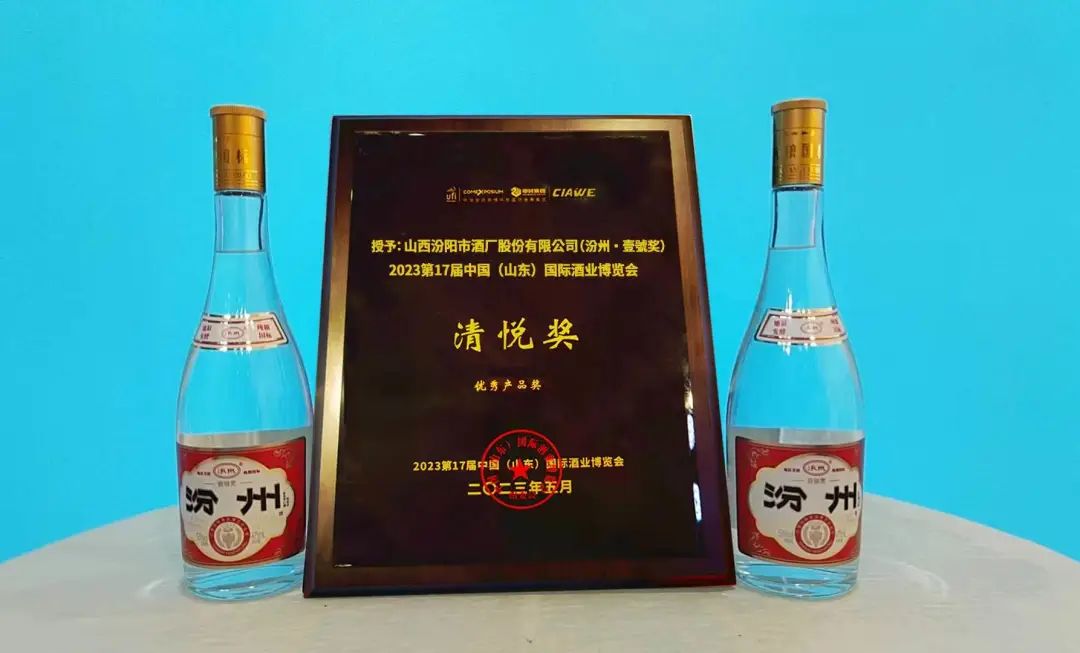 ufi COMEXPOSIUM CIAWE
授予：山西汾阳市酒厂股份有限公司（汾州·壹號奖）
2023第17届中国（山东）国际酒业博览会
清悦奖
优秀产品奖
2023第17届中国（山东）国际酒业博览会
二〇二三年五月
汾王
汾王